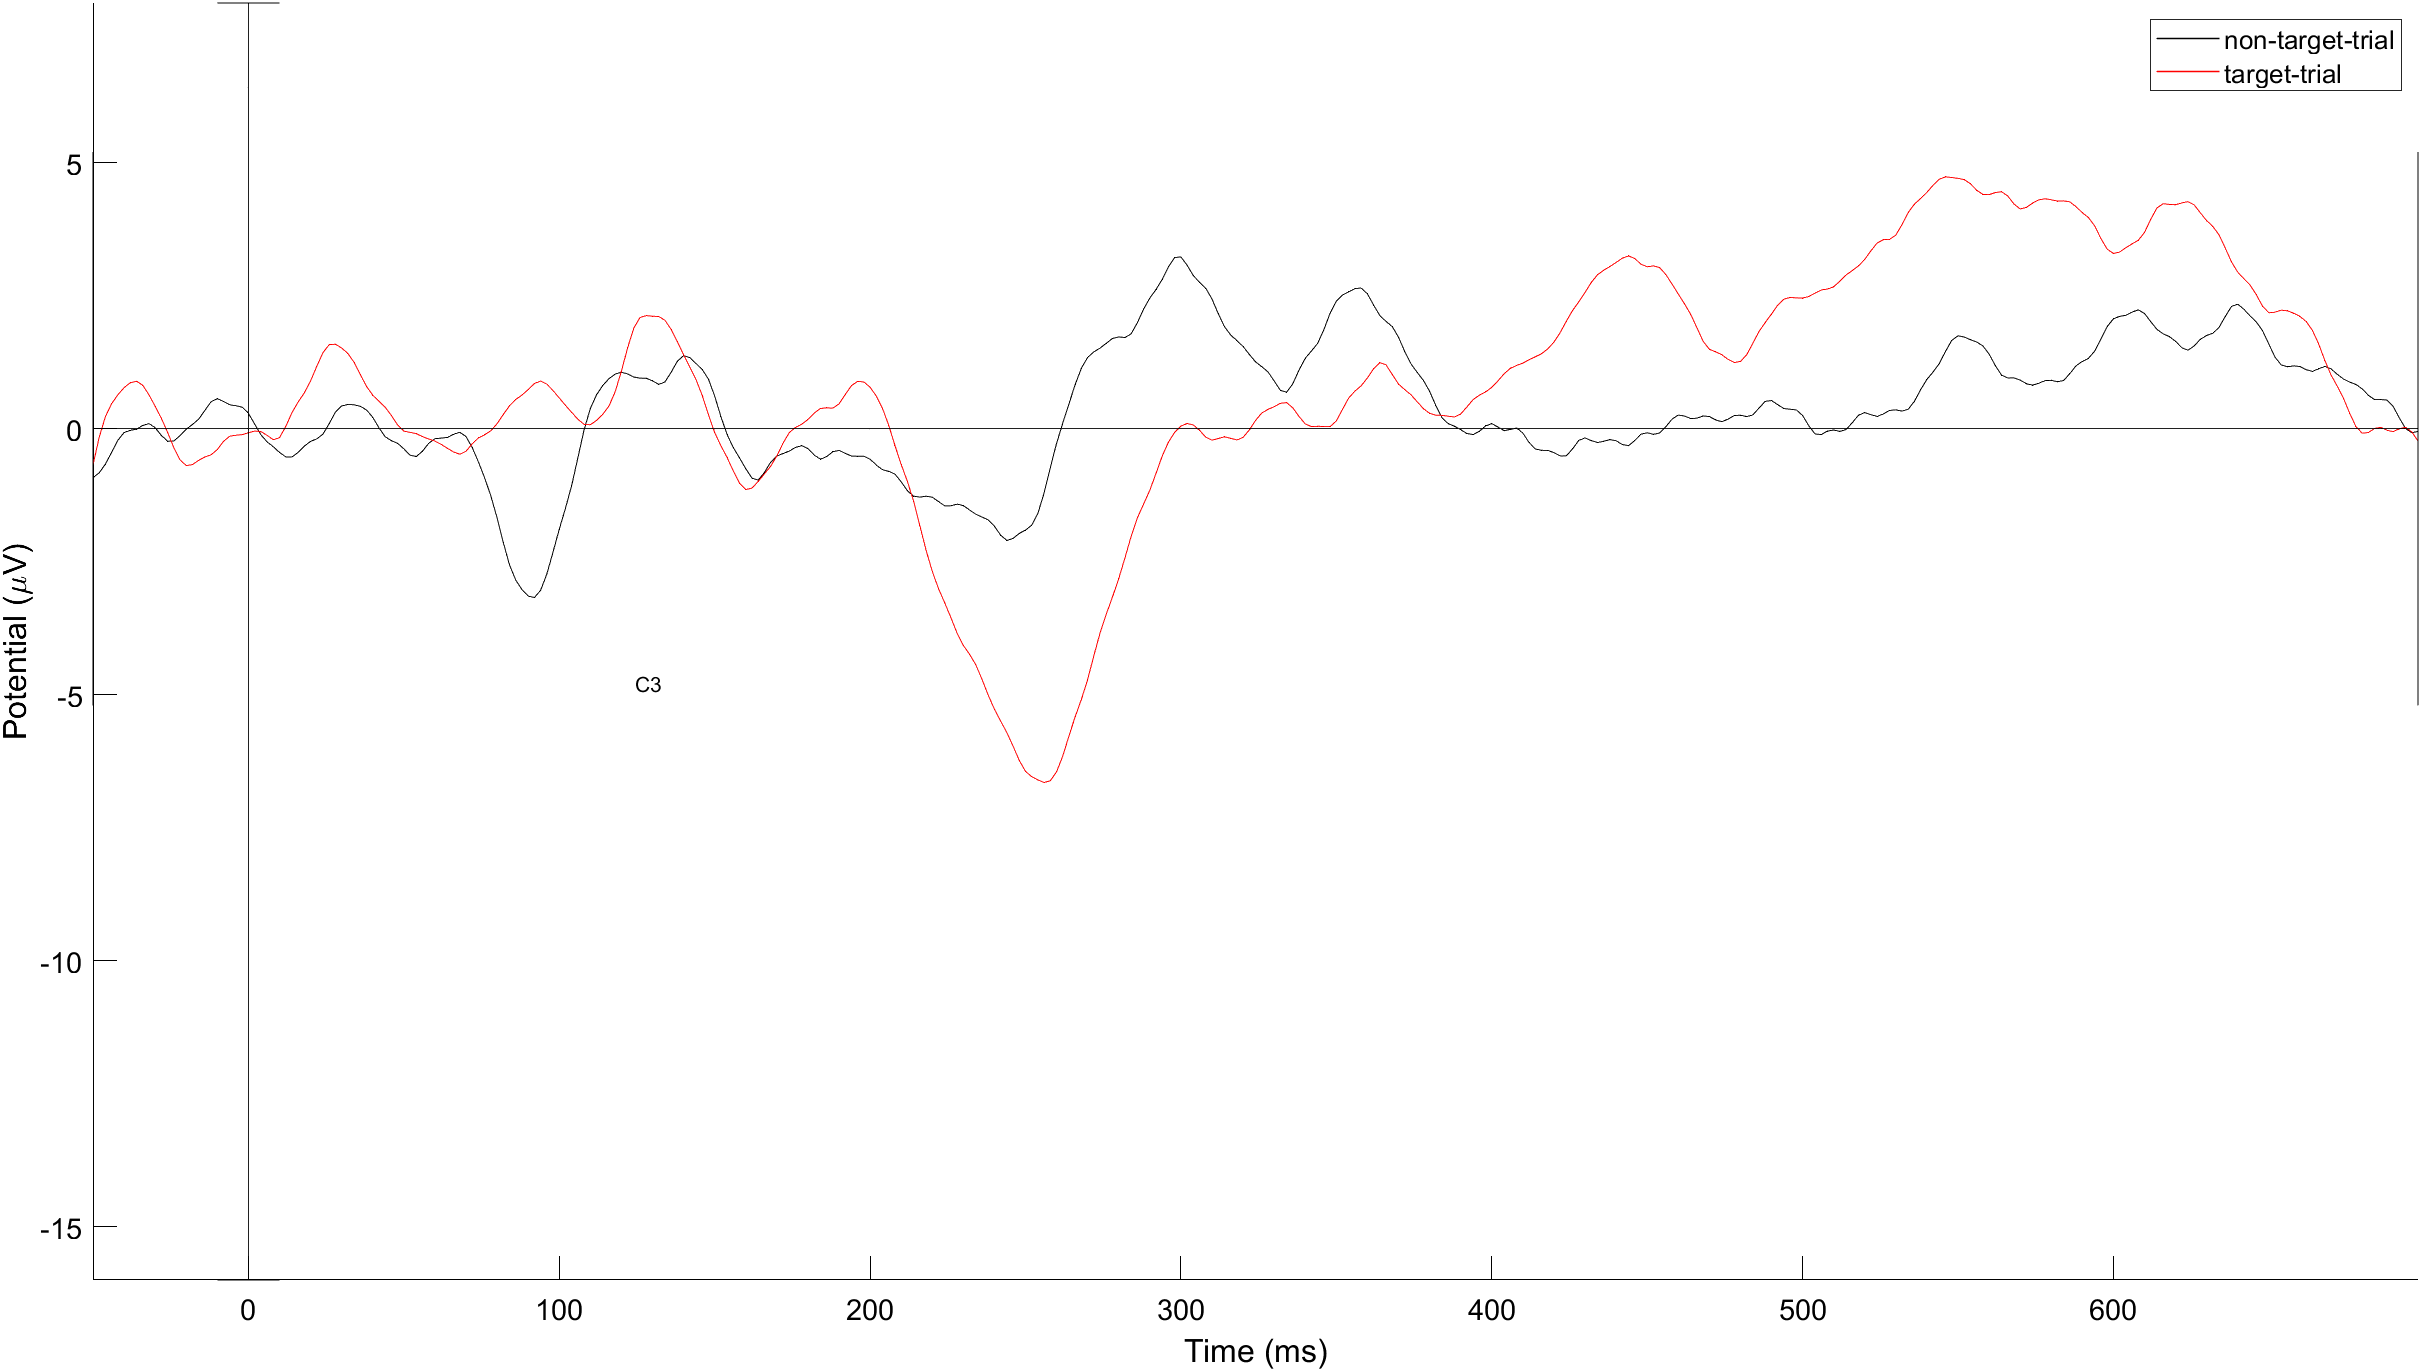 non-target-trial
target-trial
5
0
-5
-10
-15
Potential (μV)
C3
0 100 200 300 400 500 600
Time (ms)